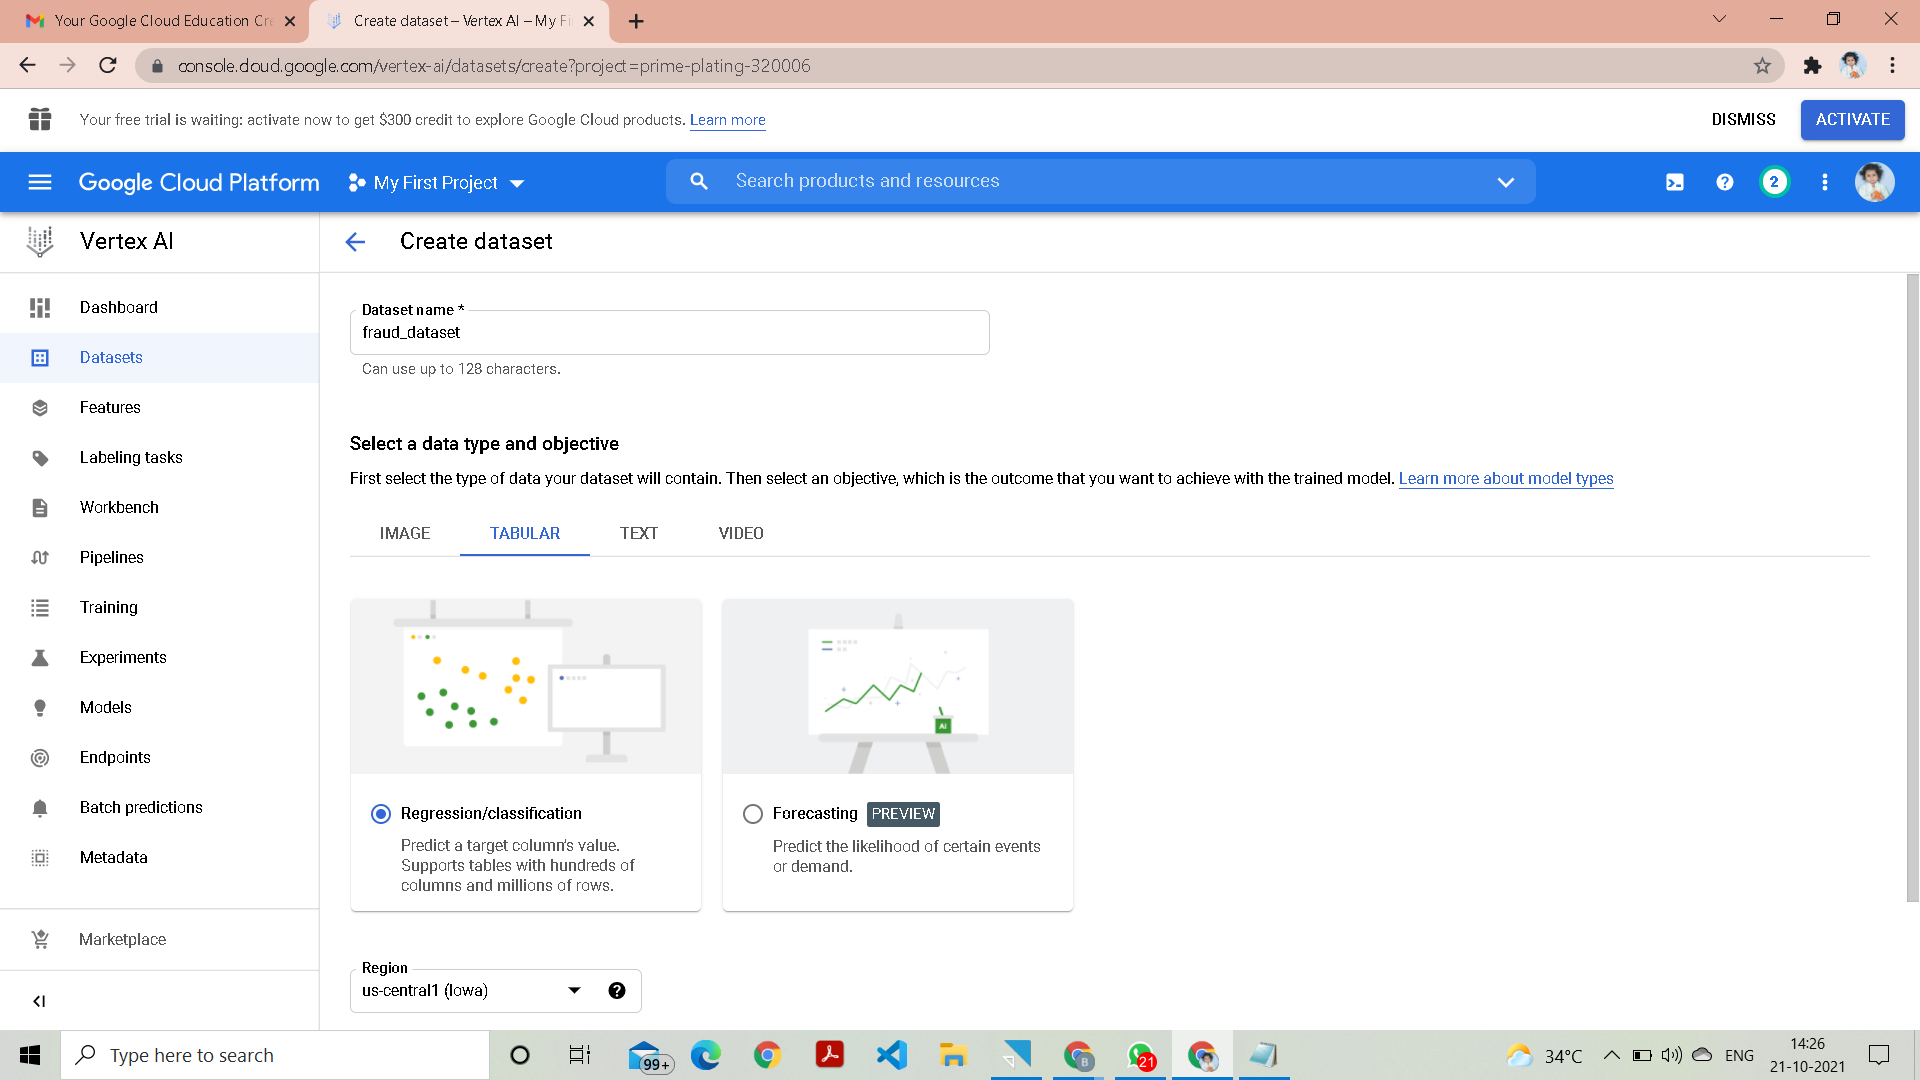 Your Google Cloud Education Cre
Create dataset – Vertex AI – My Fi
console.cloud.google.com/vertex-ai/datasets/create?project=prime-plating-320006
Your free trial is waiting: activate now to get $300 credit to explore Google Cloud products. Learn more
DISMISS
ACTIVATE
Google Cloud Platform
My First Project
Search products and resources
2
Vertex AI
Create dataset
Dashboard
Datasets
Features
Labeling tasks
Workbench
Pipelines
Training
Experiments
Models
Endpoints
Batch predictions
Metadata
Marketplace
Dataset name *
fraud_dataset
Can use up to 128 characters.
Select a data type and objective
First select the type of data your dataset will contain. Then select an objective, which is the outcome that you want to achieve with the trained model. Learn more about model types
IMAGE
TABULAR
TEXT
VIDEO
AI
Regression/classification
Predict a target column's value.
Supports tables with hundreds of
columns and millions of rows.
Forecasting PREVIEW
Predict the likelihood of certain events
or demand.
Region
us-central1 (Iowa)
Type here to search
99+
B
21
34°C
ENG
14:26
21-10-2021